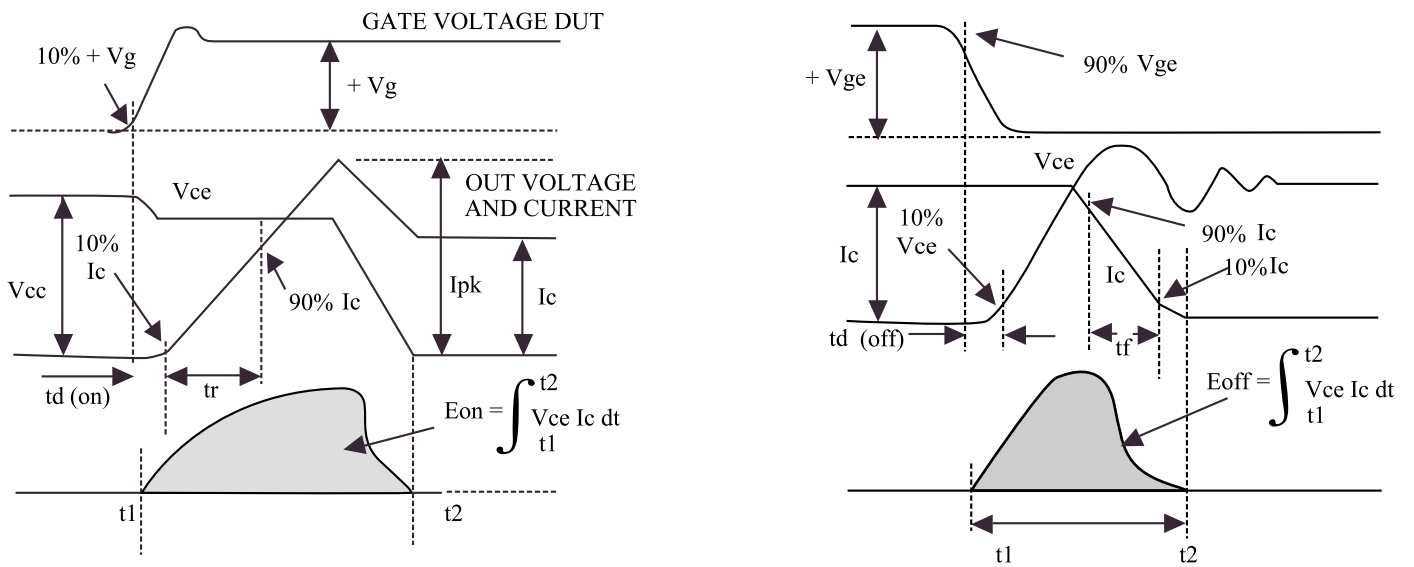 GATE VOLTAGE DUT
10% + Vg
+ Vg
Vce
OUT VOLTAGE
AND CURRENT
10%
Ic
Vcc
90% Ic
Ipk
Ic
td (on)
tr
Eon = ∫ t2
Vce Ic dt
t1
t1
t2
90% Vge
+ Vge
Vce
10%
Vce
90% Ic
Ic
Ic
10% Ic
td (off)
tf
Eoff = ∫ t2
Vce Ic dt
t1
t1
t2